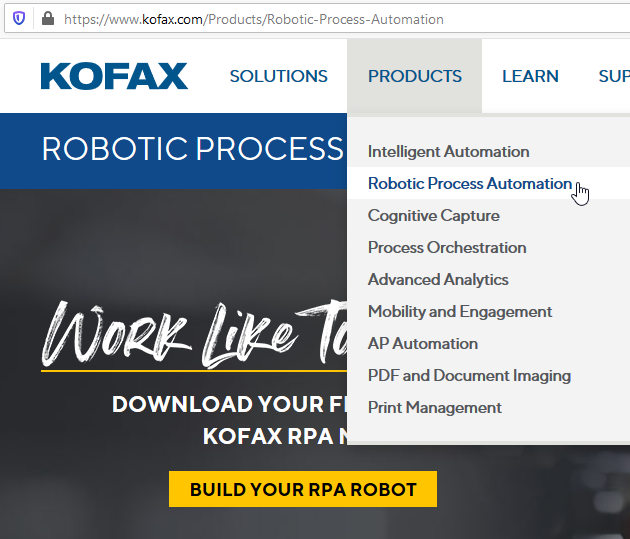 https://www.kofax.com/Products/Robotic-Process-Automation
KOFAX SOLUTIONS PRODUCTS LEARN SUP
ROBOTIC PROCESS
Intelligent Automation
Robotic Process Automation
Cognitive Capture
Process Orchestration
Advanced Analytics
Mobility and Engagement
AP Automation
PDF and Document Imaging
Print Management
Work Like To
DOWNLOAD YOUR F
KOFAX RPA
BUILD YOUR RPA ROBOT